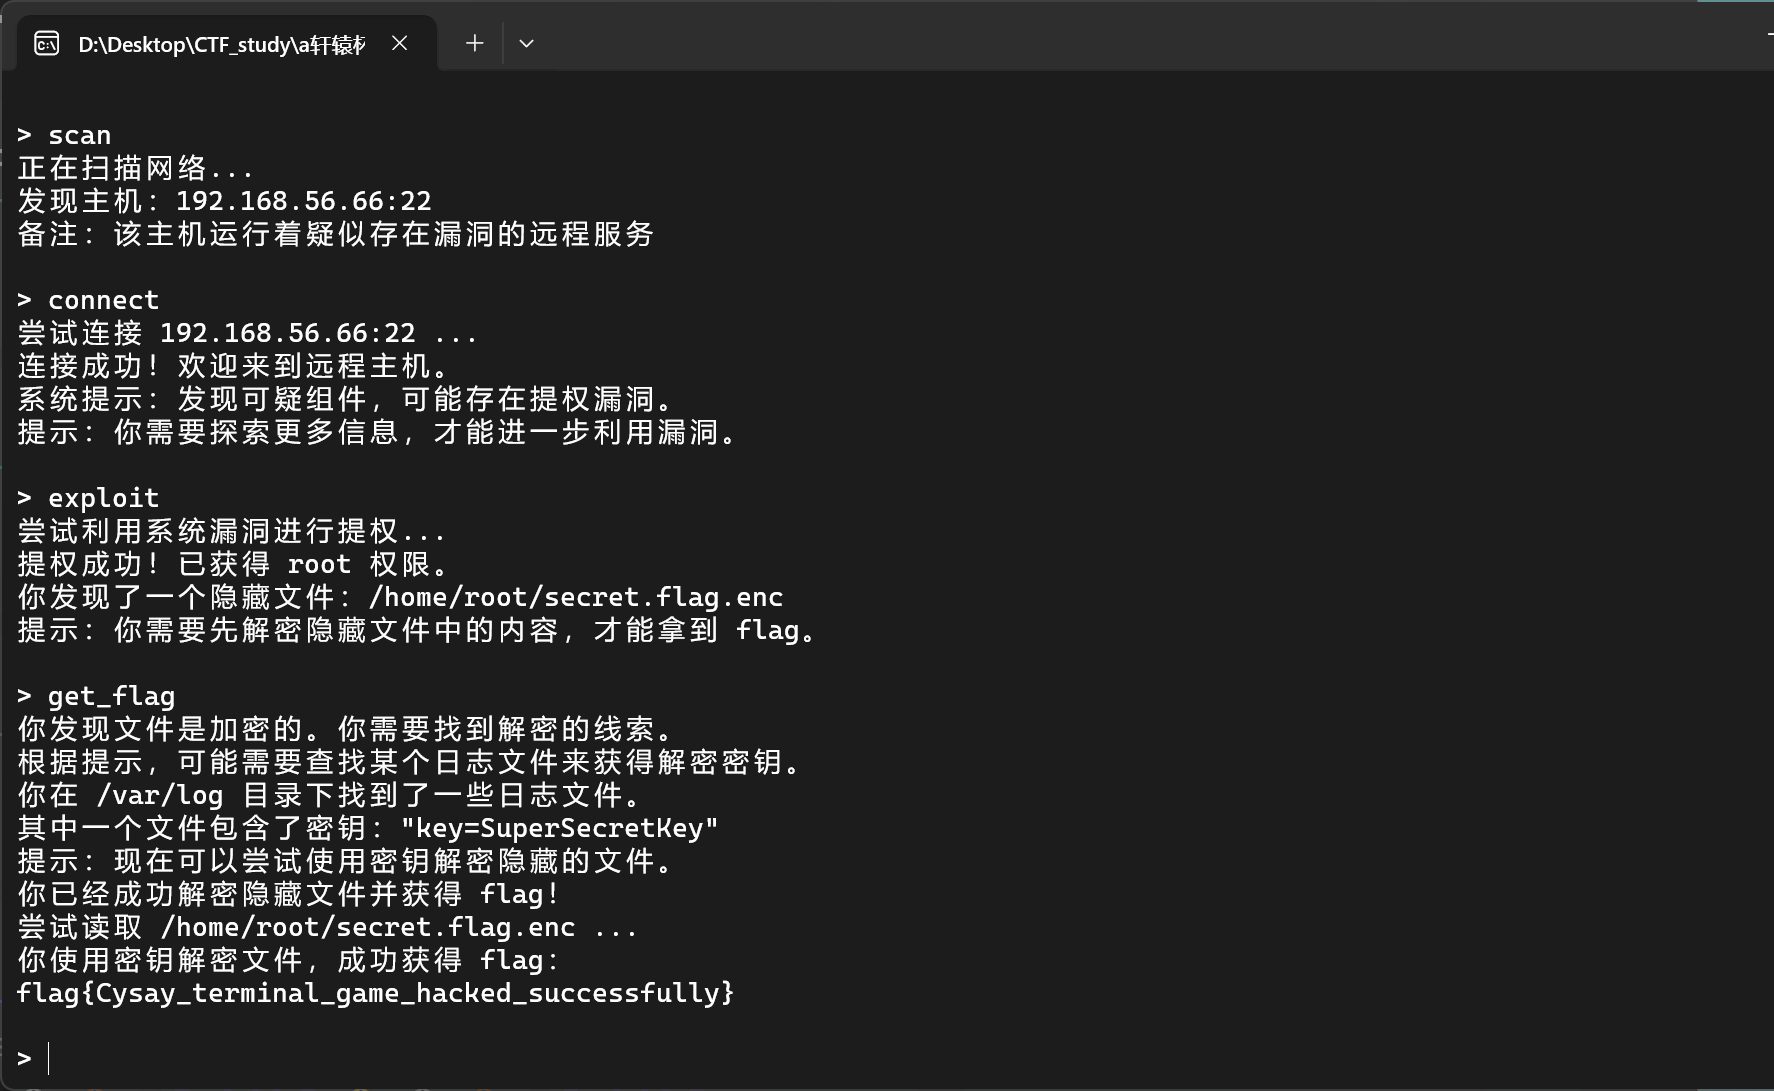 D:\Desktop\CTF_study\a轩辕
> scan
正在扫描网络...
发现主机：192.168.56.66:22
备注：该主机运行着疑似存在漏洞的远程服务
> connect
尝试连接 192.168.56.66:22 ...
连接成功！欢迎来到远程主机。
系统提示：发现可疑组件，可能存在提权漏洞。
提示：你需要探索更多信息，才能进一步利用漏洞。
> exploit
尝试利用系统漏洞进行提权...
提权成功！已获得 root 权限。
你发现了一个隐藏文件：/home/root/secret.flag.enc
提示：你需要先解密隐藏文件中的内容，才能拿到 flag。
> get_flag
你发现文件是加密的。你需要找到解密的线索。
根据提示，可能需要查找某个日志文件来获得解密密钥。
你在 /var/log 目录下找到了一些日志文件。
其中一个文件包含了密钥："key=SuperSecretKey"
提示：现在可以尝试使用密钥解密隐藏的文件。
你已经成功解密隐藏文件并获得 flag！
尝试读取 /home/root/secret.flag.enc ...
你使用密钥解密文件，成功获得 flag：
flag{Cysay_terminal_game_hacked_successfully}
>